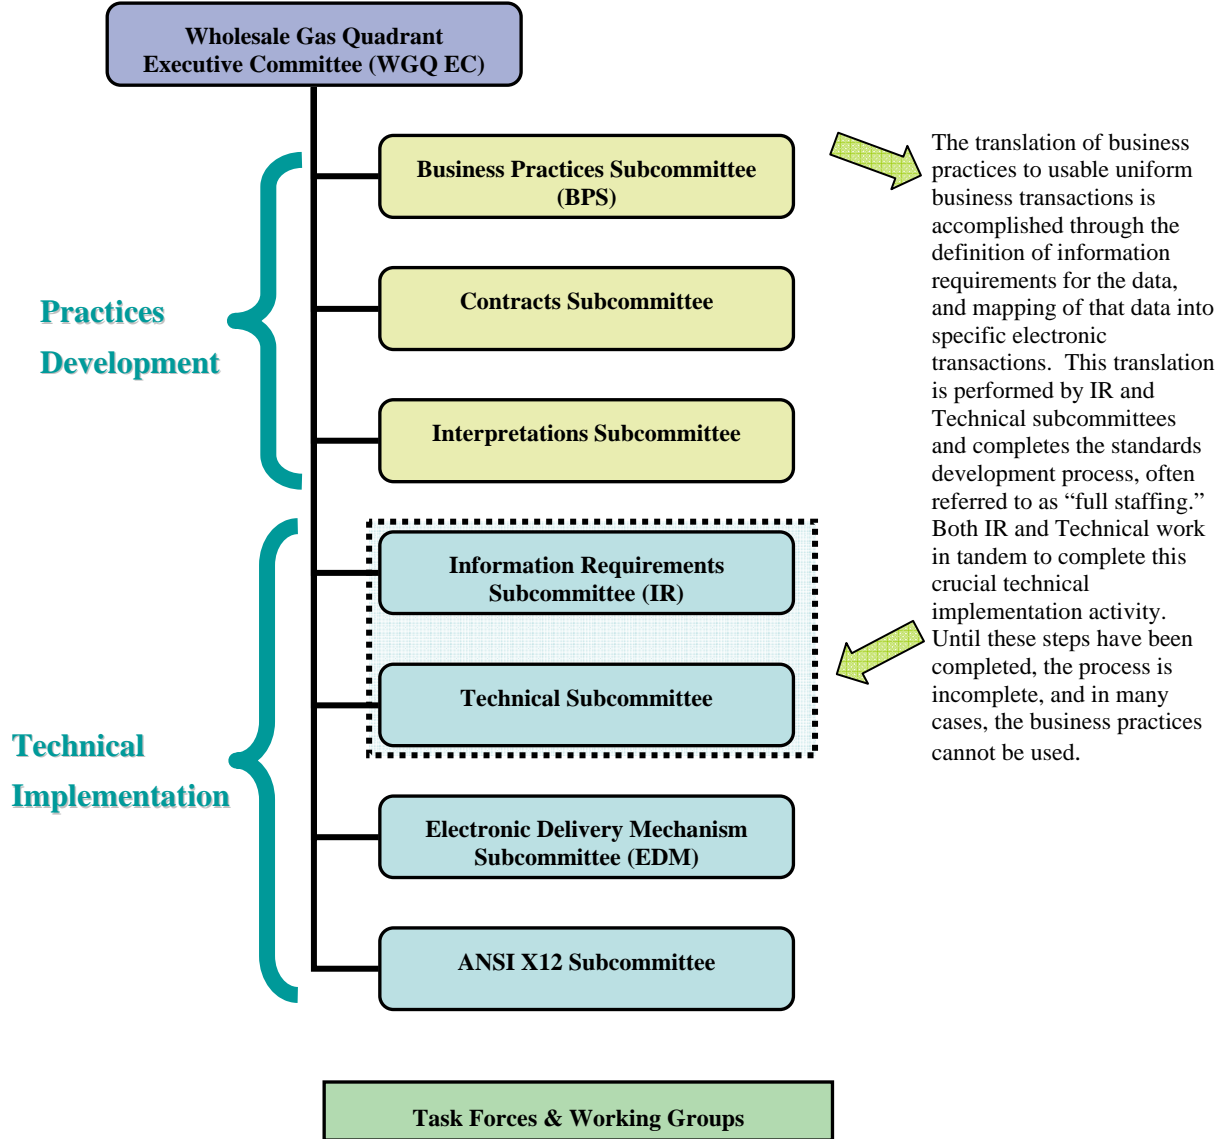 Wholesale Gas Quadrant
Executive Committee (WGQ EC)
Business Practices Subcommittee
(BPS)
Contracts Subcommittee
Interpretations Subcommittee
Practices
Development
Information Requirements
Subcommittee (IR)
Technical Subcommittee
Electronic Delivery Mechanism
Subcommittee (EDM)
ANSI X12 Subcommittee
Technical
Implementation
The translation of business
practices to usable uniform
business transactions is
accomplished through the
definition of information
requirements for the data,
and mapping of that data into
specific electronic
transactions.  This translation
is performed by IR and
Technical subcommittees
and completes the standards
development process, often
referred to as “full staffing.”
Both IR and Technical work
in tandem to complete this
crucial technical
implementation activity.
Until these steps have been
completed, the process is
incomplete, and in many
cases, the business practices
cannot be used.
Task Forces & Working Groups